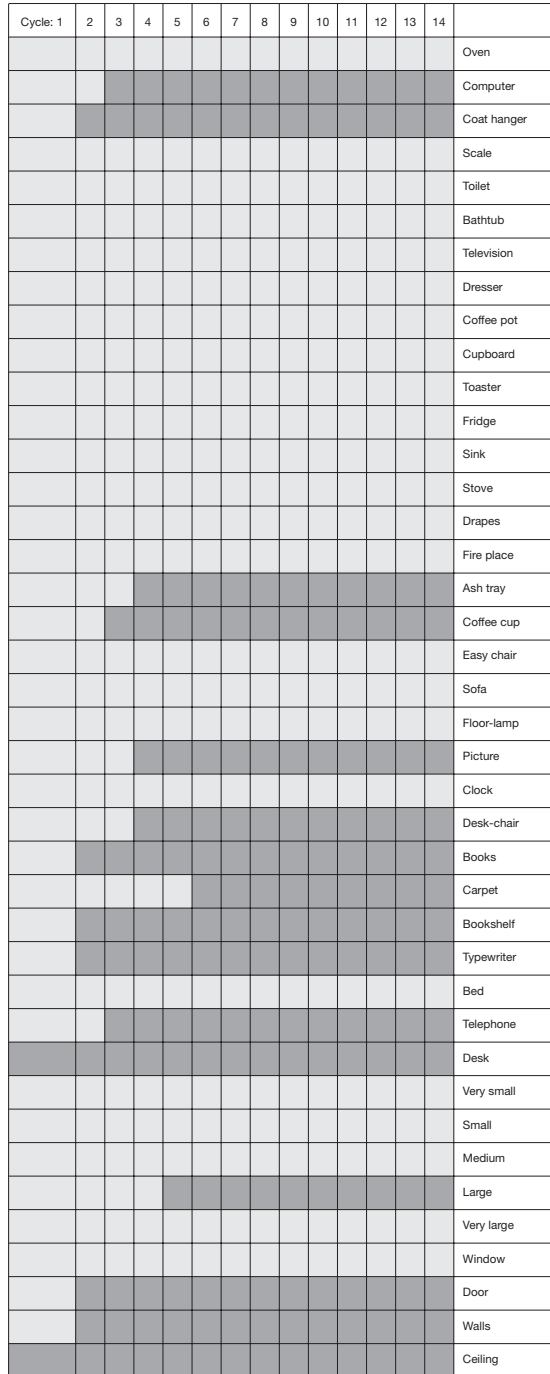 Cycle: 1 2 3 4 5 6 7 8 9 10 11 12 13 14
Oven
Computer
Coat hanger
Scale
Toilet
Bathtub
Television
Dresser
Coffee pot
Cupboard
Toaster
Fridge
Sink
Stove
Drapes
Fire place
Ash tray
Coffee cup
Easy chair
Sofa
Floor-lamp
Picture
Clock
Desk-chair
Books
Carpet
Bookshelf
Typewriter
Bed
Telephone
Desk
Very small
Small
Medium
Large
Very large
Window
Door
Walls
Ceiling